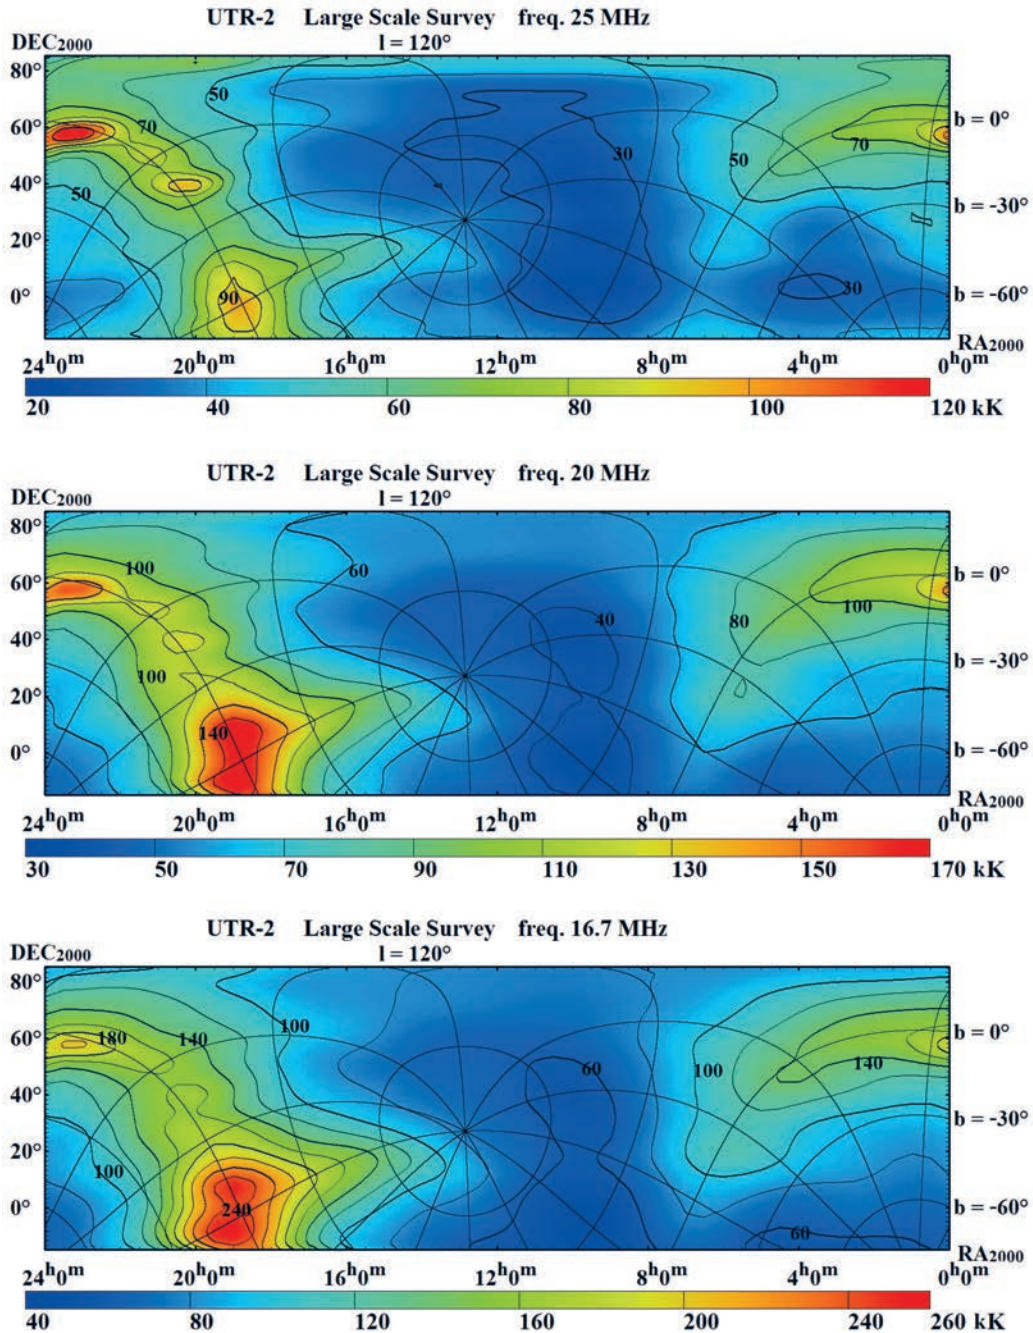 UTR-2 Large Scale Survey freq. 25 MHz
DEC2000 l = 120°
80°
50
60° 70 b = 0°
30 50 70
40° 50 b = -30°
20°
0° 90 30 b = -60°
RA2000
24h0m 20h0m 16h0m 12h0m 8h0m 4h0m 0h0m
20 40 60 80 100 120 kK
UTR-2 Large Scale Survey freq. 20 MHz
DEC2000 l = 120°
80°
100 60
60° b = 0°
100
40° 40 80
100 b = -30°
20°
140
0° b = -60°
RA2000
24h0m 20h0m 16h0m 12h0m 8h0m 4h0m 0h0m
30 50 70 90 110 130 150 170 kK
UTR-2 Large Scale Survey freq. 16.7 MHz
DEC2000 l = 120°
80°
100
60° 180 140 b = 0°
60 100 140
40°
b = -30°
20° 100
0° 240 b = -60°
60
RA2000
24h0m 20h0m 16h0m 12h0m 8h0m 4h0m 0h0m
40 80 120 160 200 240 260 kK